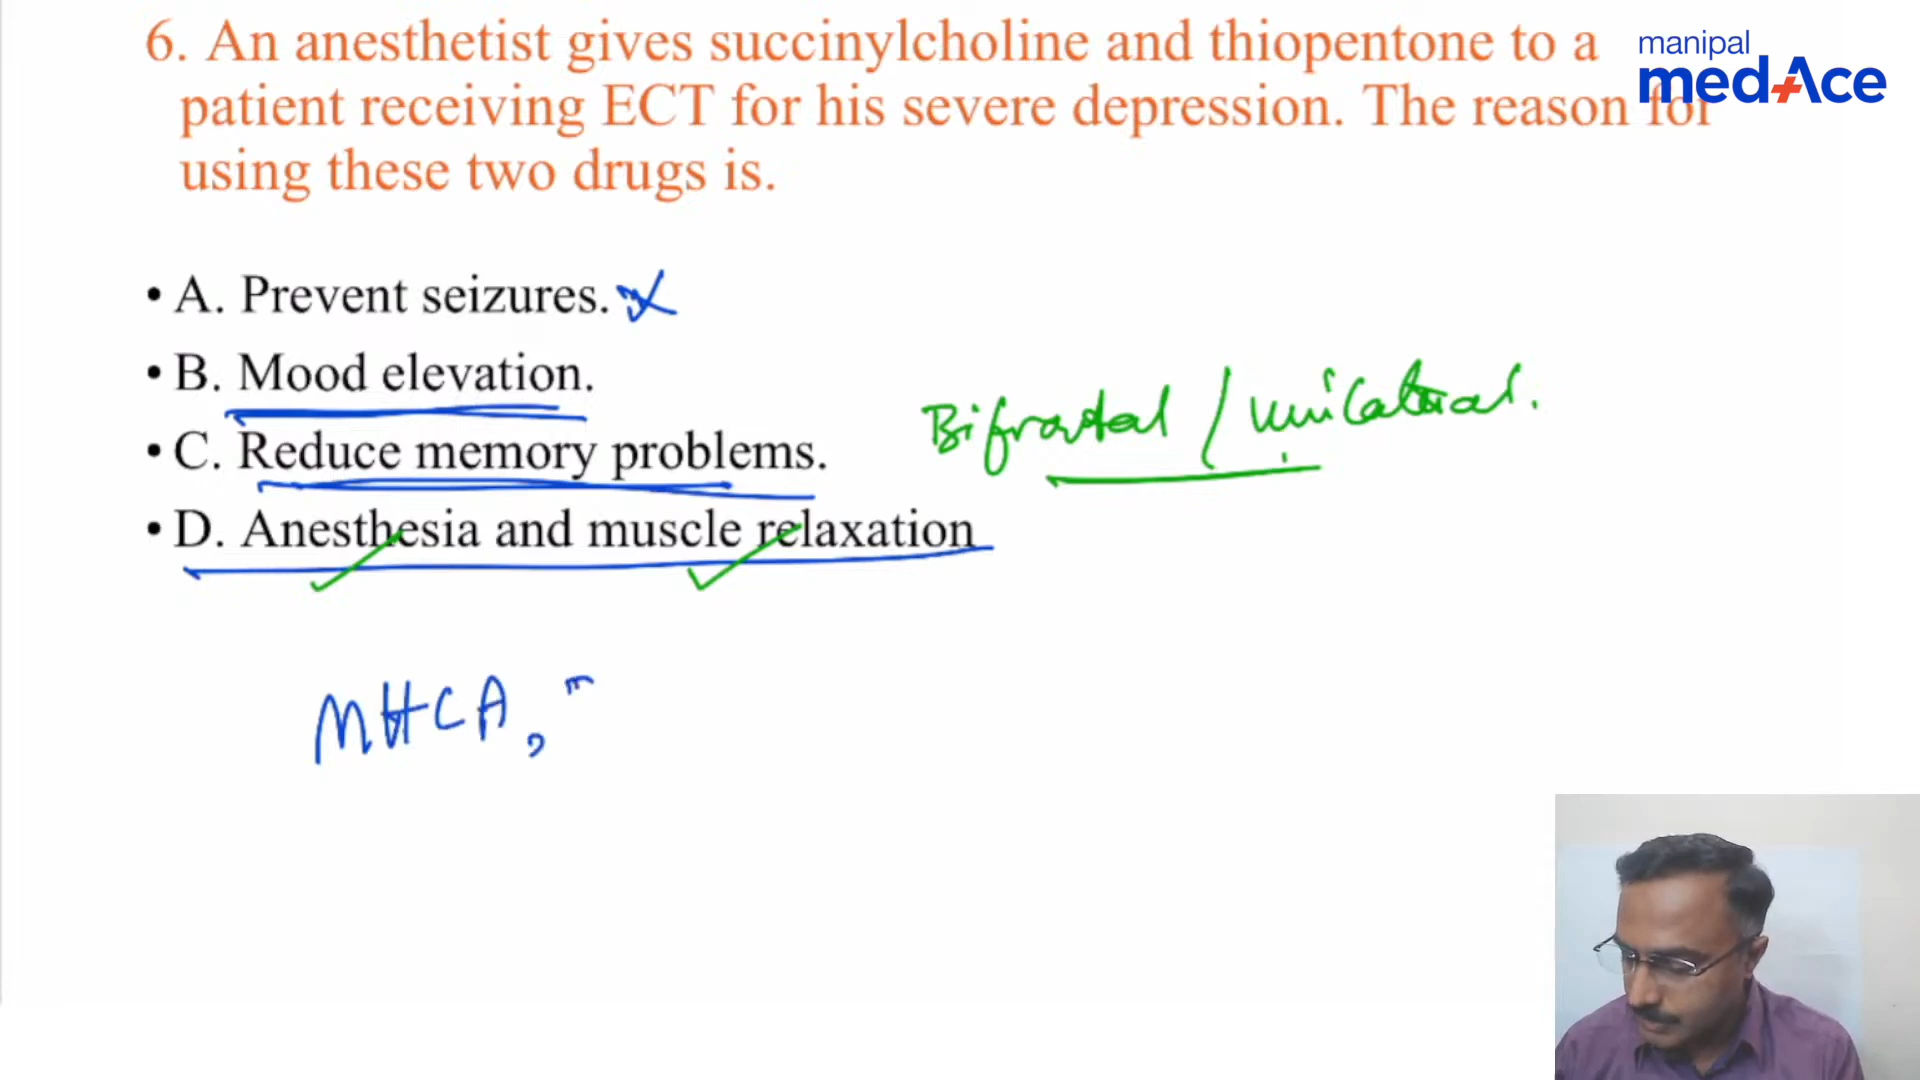 6. An anesthetist gives succinylcholine and thiopentone to a
patient receiving ECT for his severe depression. The reason for
using these two drugs is.
manipal
medAce
• A. Prevent seizures.
• B. Mood elevation.
• C. Reduce memory problems.
• D. Anesthesia and muscle relaxation
Bifrontal / unilateral.
MHCA,